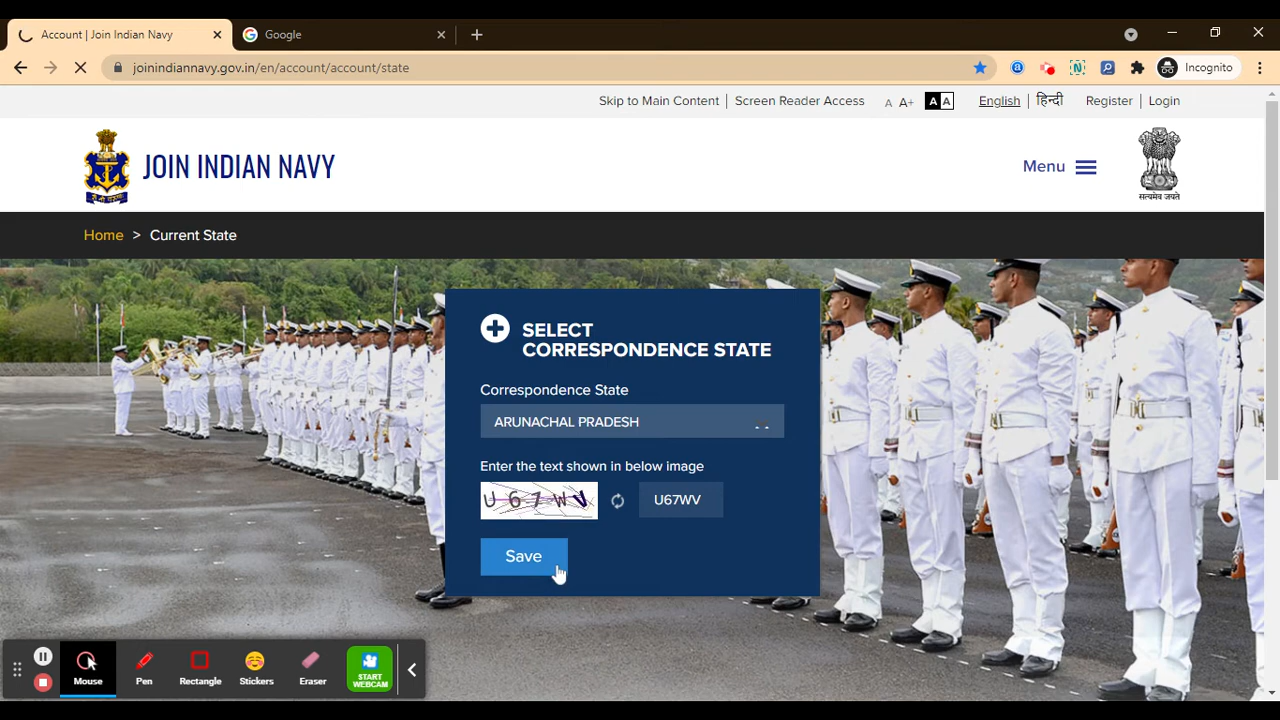 Account | Join Indian Navy
Google
joinindiannavy.gov.in/en/account/account/state
Incognito
Skip to Main Content | Screen Reader Access
A A+ A A English | हिन्दी Register | Login
JOIN INDIAN NAVY
Menu
सत्यमेव जयते
Home > Current State
SELECT
CORRESPONDENCE STATE
Correspondence State
ARUNACHAL PRADESH
Enter the text shown in below image
U67WV U67WV
Save
Mouse Pen Rectangle Stickers Eraser START
WEBCAM